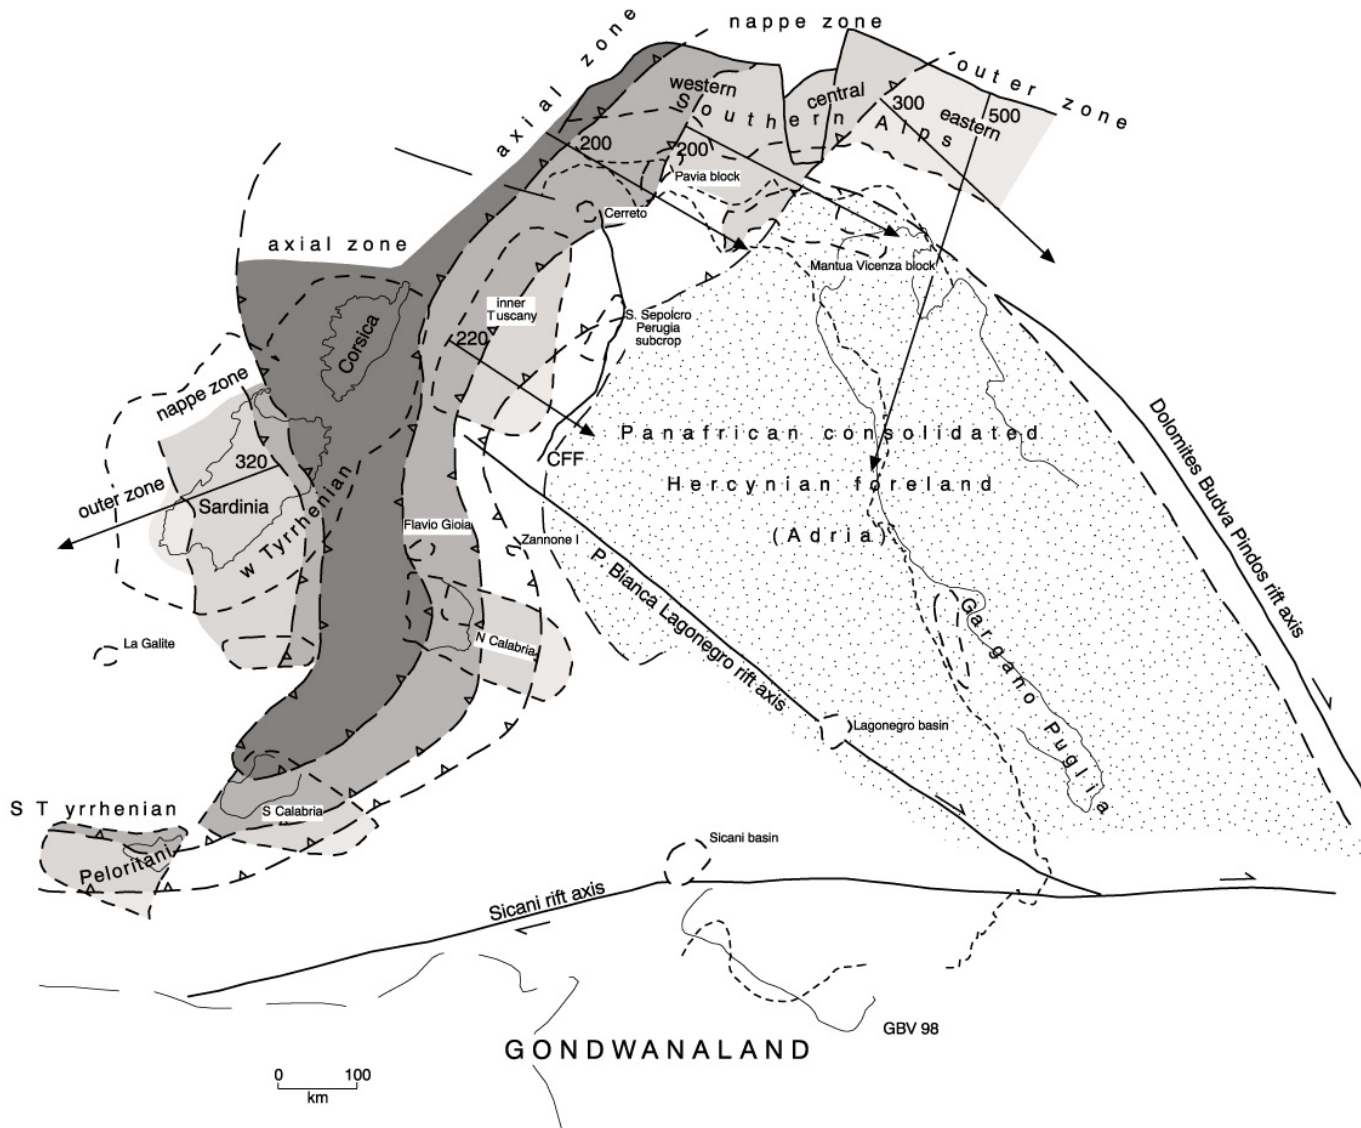 nappe zone
axial zone
outer zone
western
central
eastern
Southern Alps
300
500
200
200
Pavia block
Cerreto
axial zone
Mantua Vicenza block
inner
Tuscany
S. Sepolcro
Perugia
subcrop
Corsica
220
nappe zone
Dolomites Budva Pindos rift axis
Panafrican consolidated
Hercynian foreland
(Adria)
CFF
320
outer zone
Sardinia
w Tyrrhenian
Flavio Gioia
Zannone I
P. Bianca Lagonegro rift axis
Gargano Puglia
La Galite
N Calabria
Lagonegro basin
S Tyrrhenian
S Calabria
Peloritani
Sicani basin
Sicani rift axis
GBV 98
GONDWANALAND
0 100
km